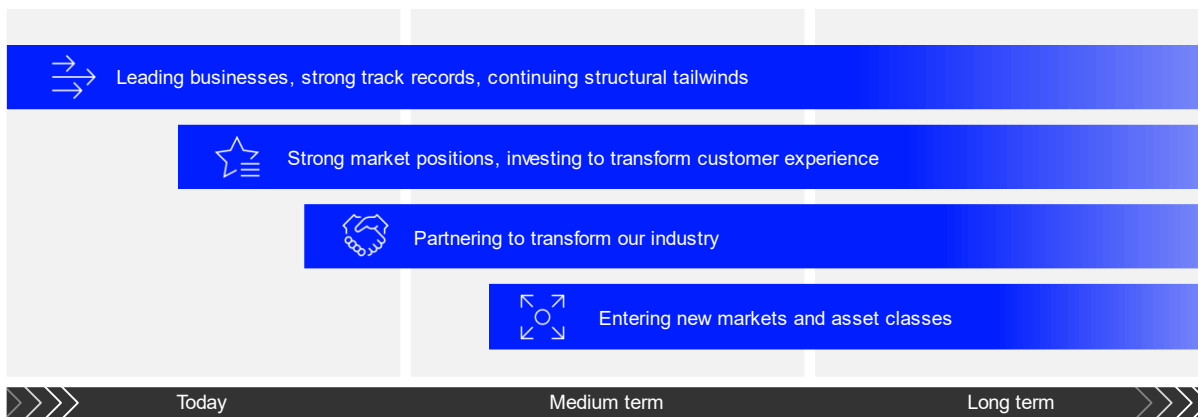 Leading businesses, strong track records, continuing structural tailwinds
Strong market positions, investing to transform customer experience
Partnering to transform our industry
Entering new markets and asset classes
Today
Medium term
Long term